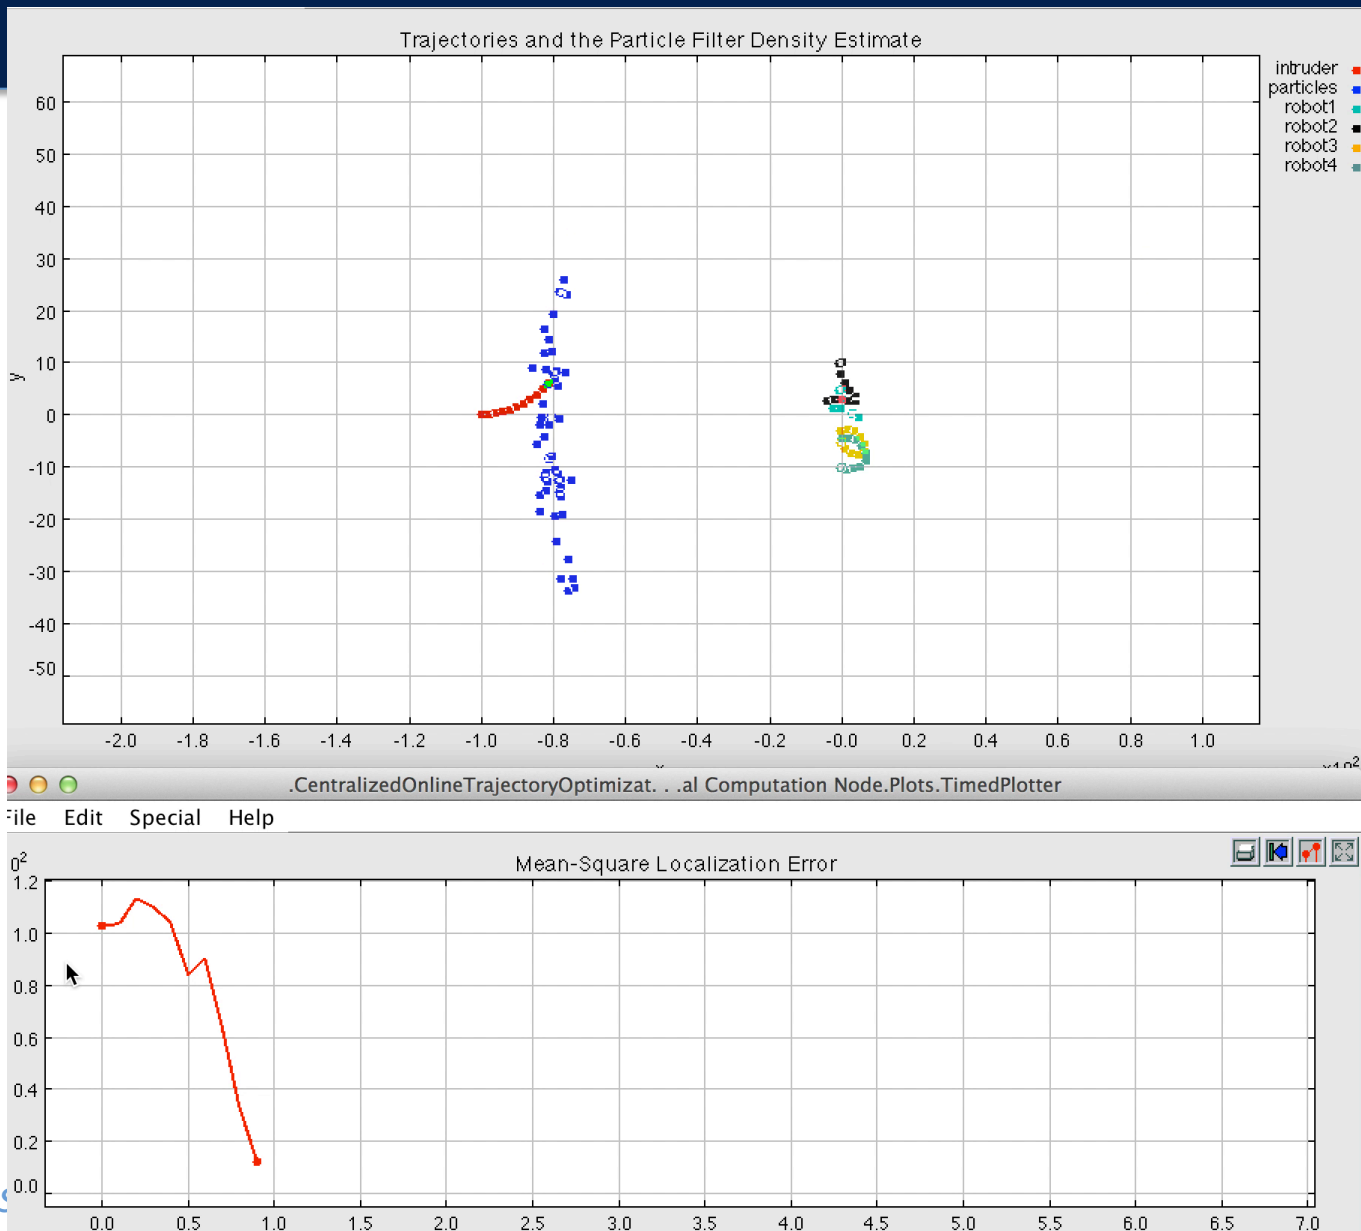 Trajectories and the Particle Filter Density Estimate
intruder
particles
robot1
robot2
robot3
robot4
60
50
40
30
20
10
0
-10
-20
-30
-40
-50
y
-2.0 -1.8 -1.6 -1.4 -1.2 -1.0 -0.8 -0.6 -0.4 -0.2 -0.0 0.2 0.4 0.6 0.8 1.0
.CentralizedOnlineTrajectoryOptimizat. . .al Computation Node.Plots.TimedPlotter
File Edit Special Help
Mean-Square Localization Error
1.2
1.0
0.8
0.6
0.4
0.2
0.0
0.0 0.5 1.0 1.5 2.0 2.5 3.0 3.5 4.0 4.5 5.0 5.5 6.0 6.5 7.0